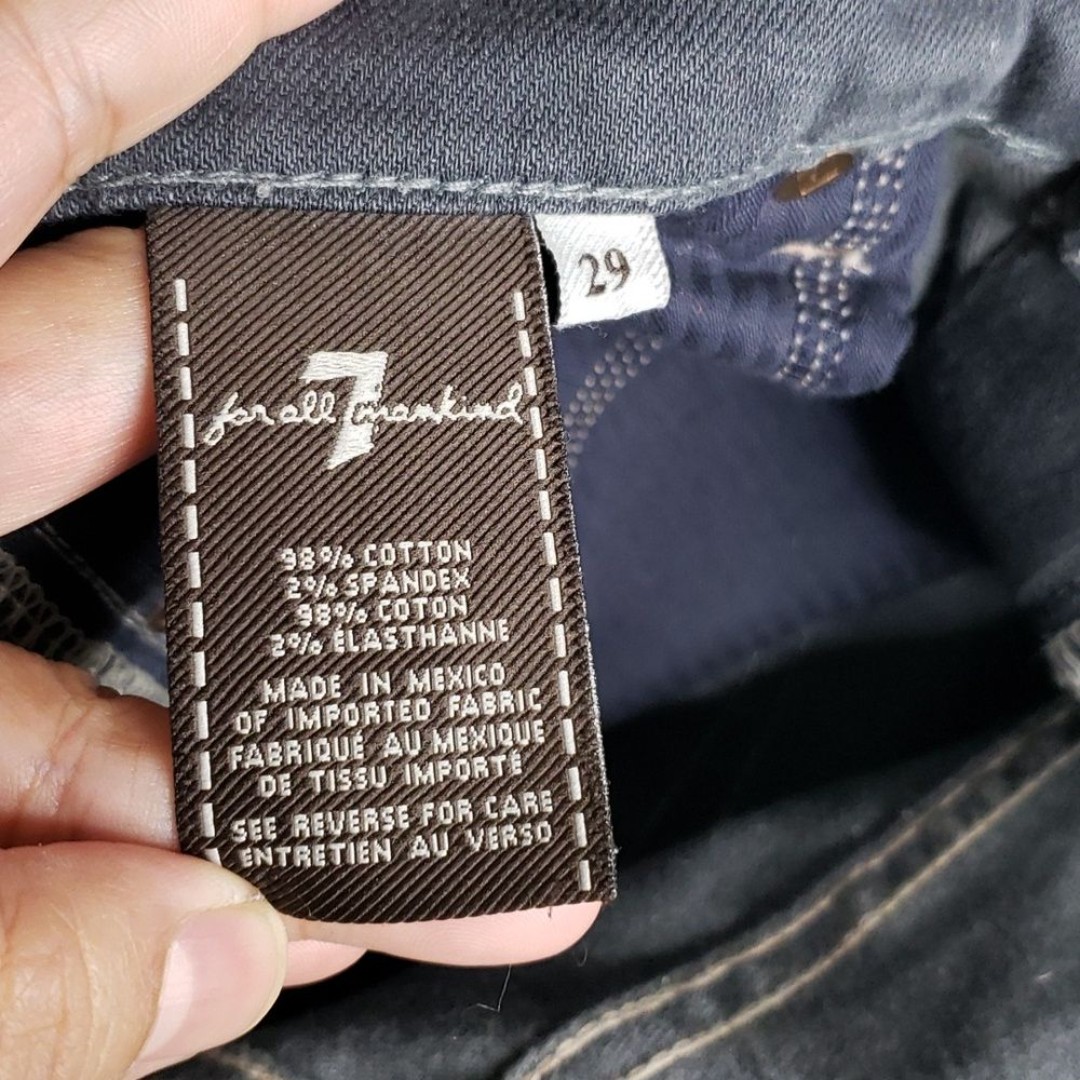 29
7
for all mankind
98% COTTON
2% SPANDEX
98% COTON
2% ÉLASTHANNE
MADE IN MEXICO
OF IMPORTED FABRIC
FABRIQUÉ AU MEXIQUE
DE TISSU IMPORTÉ
SEE REVERSE FOR CARE
ENTRETIEN AU VERSO